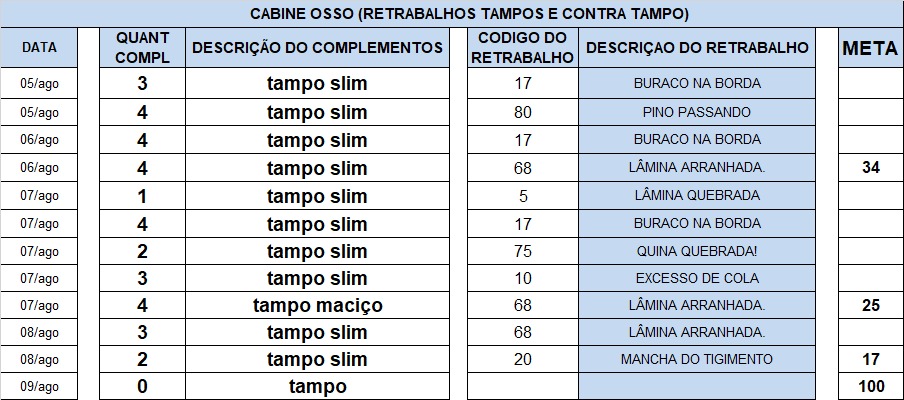 CABINE OSSO (RETRABALHOS TAMPOS E CONTRA TAMPO)
DATA QUANT COMPL DESCRIÇÃO DO COMPLEMENTOS CODIGO DO RETRABALHO DESCRIÇAO DO RETRABALHO META
05/ago 3 tampo slim 17 BURACO NA BORDA
05/ago 4 tampo slim 80 PINO PASSANDO
06/ago 4 tampo slim 17 BURACO NA BORDA
06/ago 4 tampo slim 68 LÂMINA ARRANHADA. 34
07/ago 1 tampo slim 5 LÂMINA QUEBRADA
07/ago 4 tampo slim 17 BURACO NA BORDA
07/ago 2 tampo slim 75 QUINA QUEBRADA!
07/ago 3 tampo slim 10 EXCESSO DE COLA
07/ago 4 tampo maciço 68 LÂMINA ARRANHADA. 25
08/ago 3 tampo slim 68 LÂMINA ARRANHADA.
08/ago 2 tampo slim 20 MANCHA DO TIGIMENTO 17
09/ago 0 tampo 100